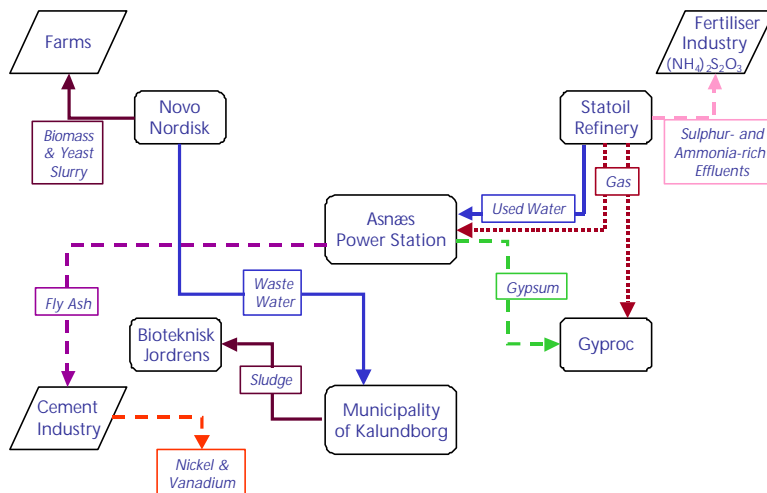 Farms
Fertiliser
Industry
(NH₄)₂S₂O₃
Novo
Nordisk
Statoil
Refinery
Biomass
& Yeast
Slurry
Sulphur- and
Ammonia-rich
Effluents
Gas
Used Water
Asnæs
Power Station
Waste
Water
Gypsum
Fly Ash
Bioteknisk
Jordrens
Gyproc
Sludge
Cement
Industry
Municipality
of Kalundborg
Nickel &
Vanadium